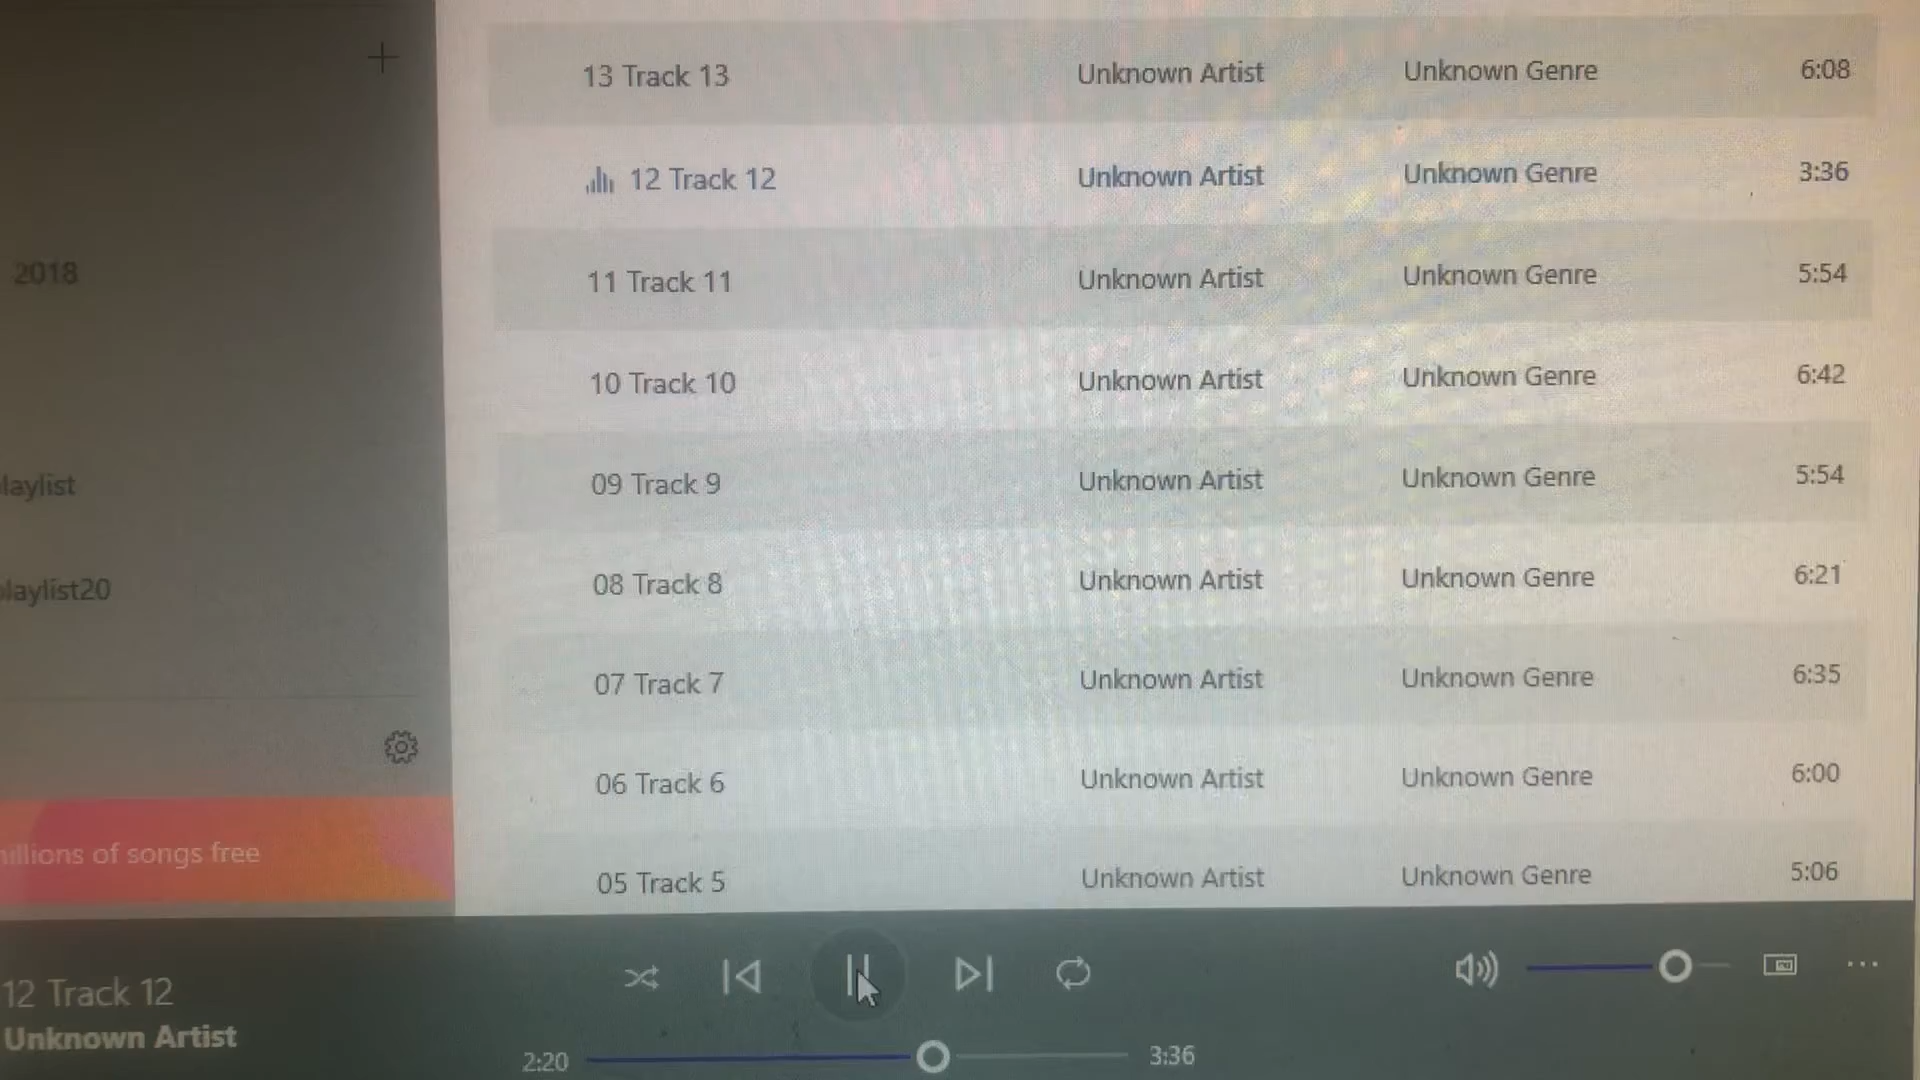 13 Track 13 Unknown Artist Unknown Genre 6:08
12 Track 12 Unknown Artist Unknown Genre 3:36
11 Track 11 Unknown Artist Unknown Genre 5:54
10 Track 10 Unknown Artist Unknown Genre 6:42
09 Track 9 Unknown Artist Unknown Genre 5:54
08 Track 8 Unknown Artist Unknown Genre 6:21
07 Track 7 Unknown Artist Unknown Genre 6:35
06 Track 6 Unknown Artist Unknown Genre 6:00
05 Track 5 Unknown Artist Unknown Genre 5:06
2018
laylist
laylist20
illions of songs free
12 Track 12
Unknown Artist
2:20 3:36